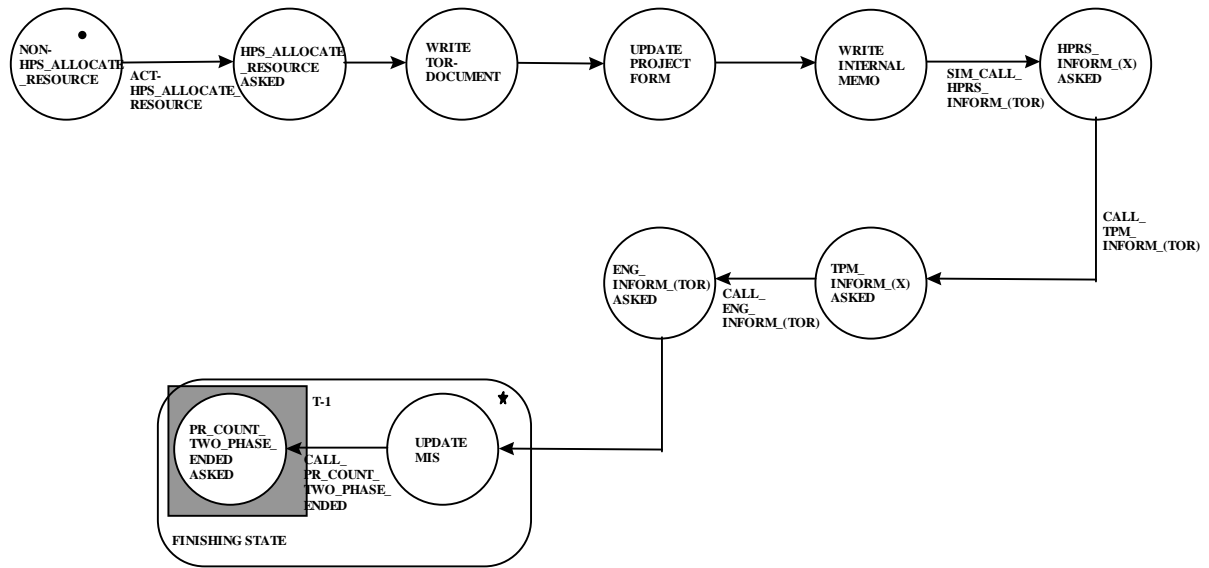 NON-
HPS_ALLOCATE
_RESOURCE
ACT-
HPS_ALLOCATE_
RESOURCE
HPS_ALLOCATE
_RESOURCE
ASKED
WRITE
TOR-
DOCUMENT
UPDATE
PROJECT
FORM
WRITE
INTERNAL
MEMO
SIM_CALL_
HPRS_
INFORM_(TOR)
HPRS_
INFORM_(X)
ASKED
CALL_
TPM_
INFORM_(TOR)
TPM_
INFORM_(X)
ASKED
CALL_
ENG_
INFORM_(TOR)
ENG_
INFORM_(TOR)
ASKED
UPDATE
MIS
T-1
CALL_
PR_COUNT_
TWO_PHASE_
ENDED
PR_COUNT_
TWO_PHASE_
ENDED
ASKED
FINISHING STATE